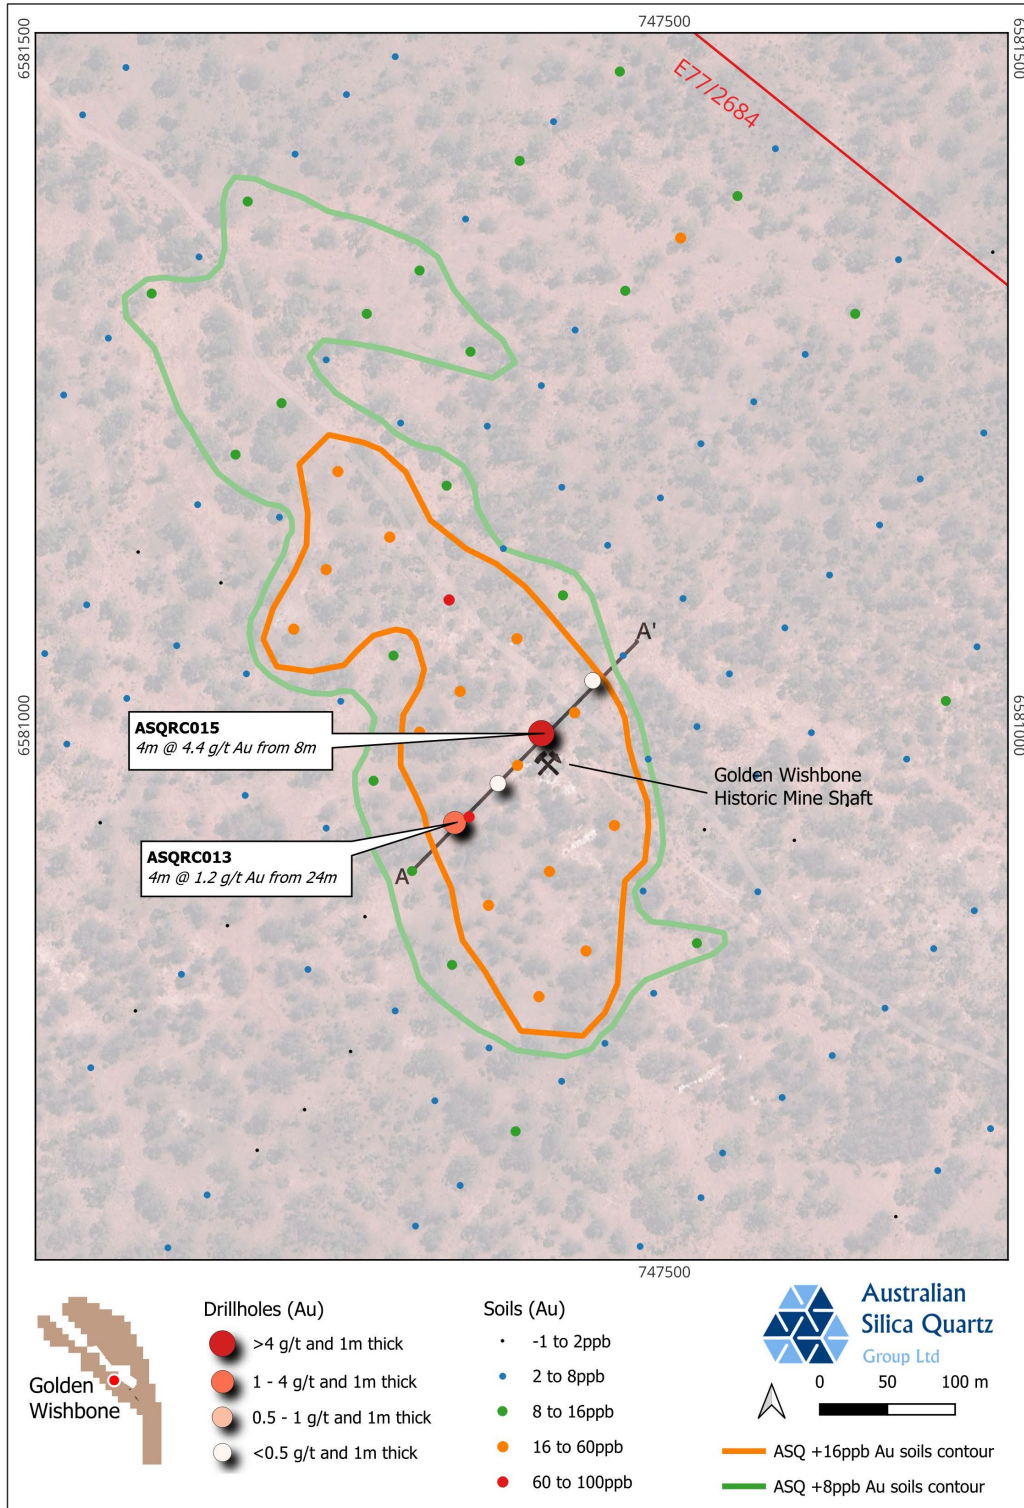 747500
6581500
6581500
E77/2684
A'
6581000
6581000
ASQRC015
4m @ 4.4 g/t Au from 8m
Golden Wishbone
Historic Mine Shaft
ASQRC013
4m @ 1.2 g/t Au from 24m
A
747500
Golden
Wishbone
Drillholes (Au)
>4 g/t and 1m thick
1 - 4 g/t and 1m thick
0.5 - 1 g/t and 1m thick
<0.5 g/t and 1m thick
Soils (Au)
-1 to 2ppb
2 to 8ppb
8 to 16ppb
16 to 60ppb
60 to 100ppb
Australian
Silica Quartz
Group Ltd
0 50 100 m
ASQ +16ppb Au soils contour
ASQ +8ppb Au soils contour